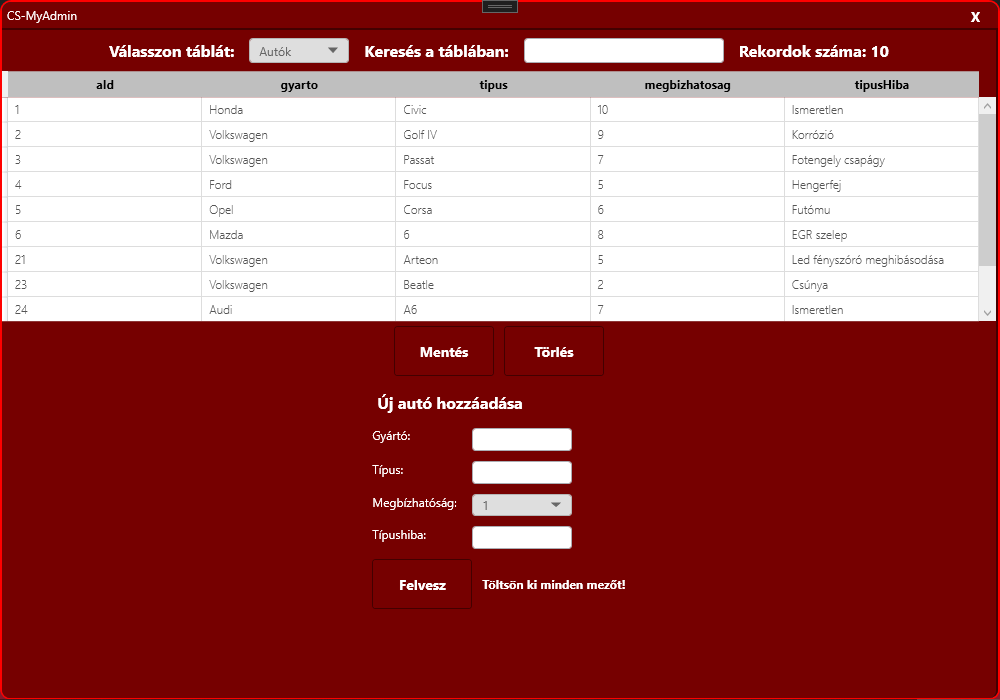 CS-MyAdmin X
Válasszon táblát: Autók Keresés a táblában: Rekordok száma: 10
aId gyarto tipus megbizhatosag tipusHiba
1 Honda Civic 10 Ismeretlen
2 Volkswagen Golf IV 9 Korrózió
3 Volkswagen Passat 7 Fotengely csapágy
4 Ford Focus 5 Hengerfej
5 Opel Corsa 6 Futómu
6 Mazda 6 8 EGR szelep
21 Volkswagen Arteon 5 Led fényszóró meghibásodása
23 Volkswagen Beatle 2 Csúnya
24 Audi A6 7 Ismeretlen
Mentés Törlés
Új autó hozzáadása
Gyártó:
Típus:
Megbízhatóság: 1
Típushiba:
Felvesz Töltsön ki minden mezőt!